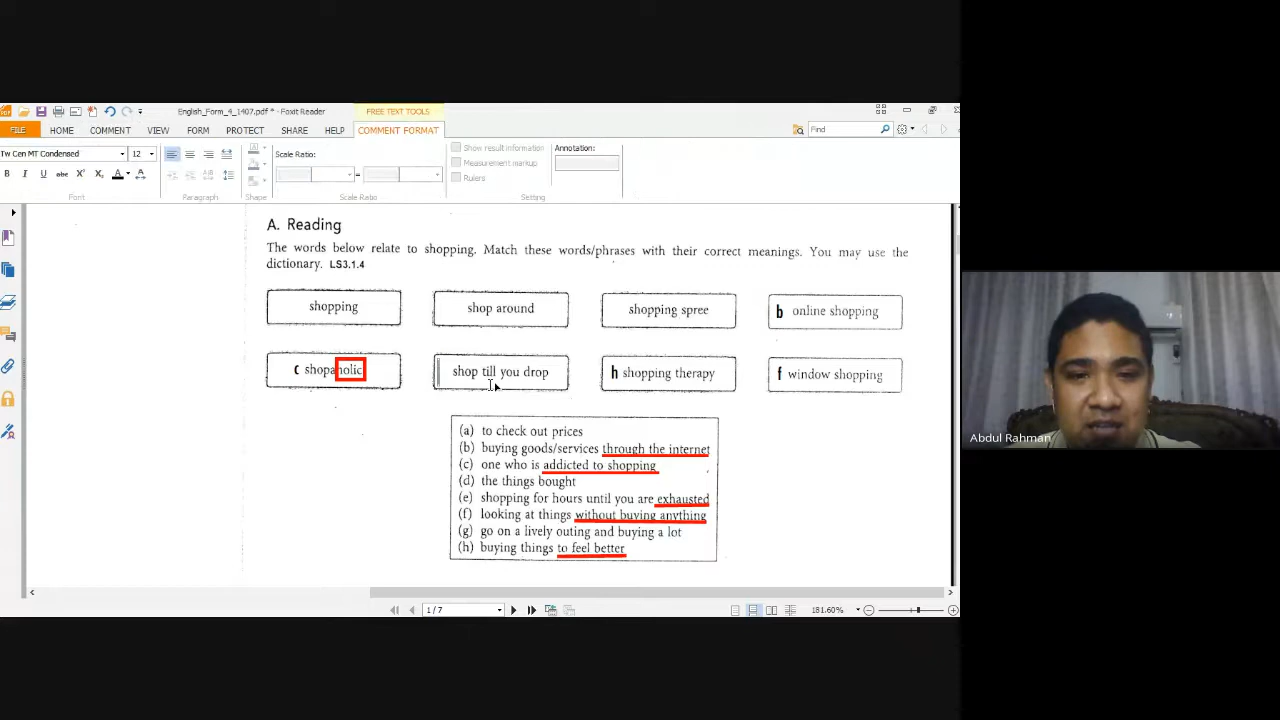 English_Form_4_1407.pdf * - Foxit Reader
FREE TEXT TOOLS
FILE HOME COMMENT VIEW FORM PROTECT SHARE HELP COMMENT FORMAT
Find
Tw Cen MT Condensed 12
Scale Ratio:
Show result information
Measurement markup
Rulers
Annotation:
B I U abc X² X₂ A
=
Font Paragraph Shape Scale Ratio Setting
A. Reading
The words below relate to shopping. Match these words/phrases with their correct meanings. You may use the
dictionary. LS3.1.4
shopping
shop around
shopping spree
b online shopping
c shopaholic
shop till you drop
h shopping therapy
f window shopping
(a) to check out prices
(b) buying goods/services through the internet
(c) one who is addicted to shopping
(d) the things bought
(e) shopping for hours until you are exhausted
(f) looking at things without buying anything
(g) go on a lively outing and buying a lot
(h) buying things to feel better
1 / 7
181.60%
Abdul Rahman